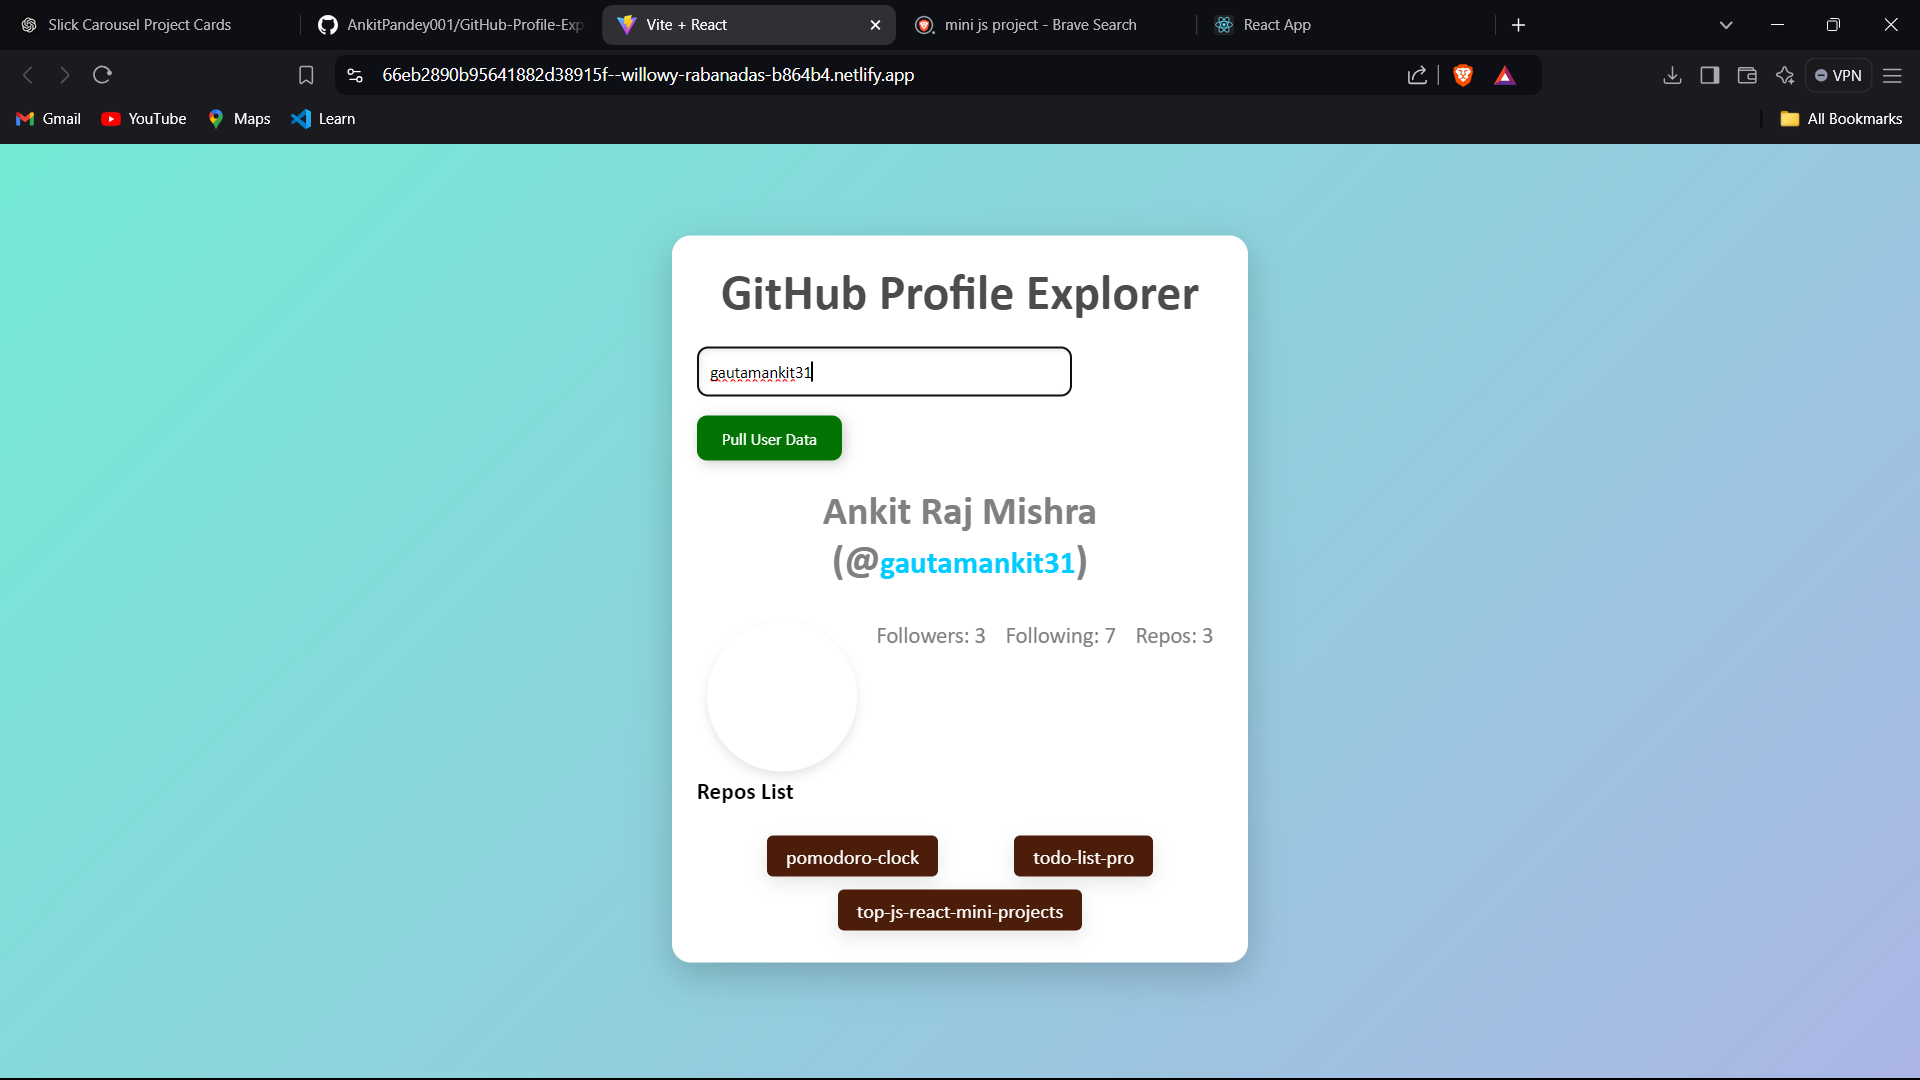 Slick Carousel Project Cards
AnkitPandey001/GitHub-Profile-Exp
Vite + React
mini js project - Brave Search
React App
66eb2890b95641882d38915f--willowy-rabanadas-b864b4.netlify.app
VPN
Gmail
YouTube
Maps
Learn
All Bookmarks
GitHub Profile Explorer
gautamankit31
Pull User Data
Ankit Raj Mishra
(@gautamankit31)
Followers: 3 Following: 7 Repos: 3
Repos List
pomodoro-clock
todo-list-pro
top-js-react-mini-projects